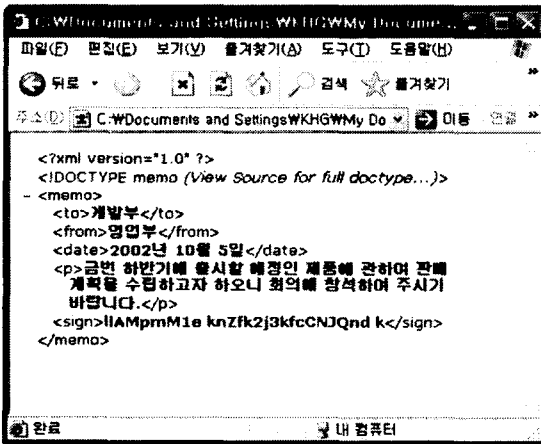 C:₩Documents and Settings₩KHG₩My Docume...
파일(F) 편집(E) 보기(V) 즐겨찾기(A) 도구(T) 도움말(H)
뒤로 검색 즐겨찾기 »
주소(D) C:₩Documents and Settings₩KHG₩My Do 이동 연결 »
<?xml version="1.0" ?>
<!DOCTYPE memo (View Source for full doctype...)>
- <memo>
<to>개발부</to>
<from>영업부</from>
<date>2002년 10월 5일</date>
<p>금번 하반기에 출시할 예정인 제품에 관하여 판매
계획을 수립하고자 하오니 회의에 참석하여 주시기
바랍니다.</p>
<sign>llAMpmM1e knZfk2j3kfcCNJQnd k</sign>
</memo>
완료 내 컴퓨터